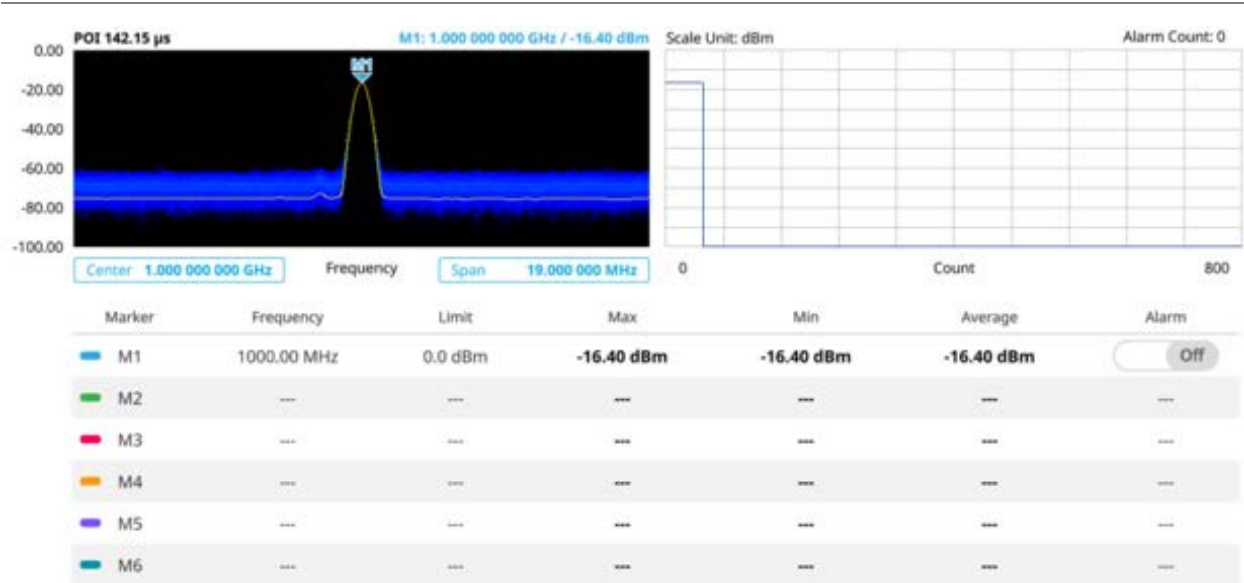 POI 142.15 µs M1: 1.000 000 000 GHz / -16.40 dBm Scale Unit: dBm Alarm Count: 0
0.00
M1
-20.00
-40.00
-60.00
-80.00
-100.00
Center 1.000 000 000 GHz Frequency Span 19.000 000 MHz 0 Count 800
Marker Frequency Limit Max Min Average Alarm
M1 1000.00 MHz 0.0 dBm -16.40 dBm -16.40 dBm -16.40 dBm Off
M2 --- --- --- --- --- ---
M3 --- --- --- --- --- ---
M4 --- --- --- --- --- ---
M5 --- --- --- --- --- ---
M6 --- --- --- --- --- ---